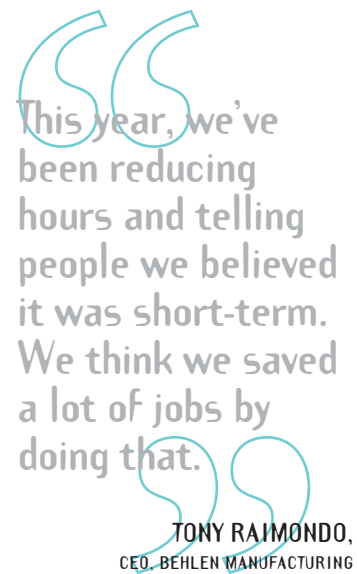 This year, we've
been reducing
hours and telling
people we believed
it was short-term.
We think we saved
a lot of jobs by
doing that.
TONY RAIMONDO,
CEO, BEHLEN MANUFACTURING